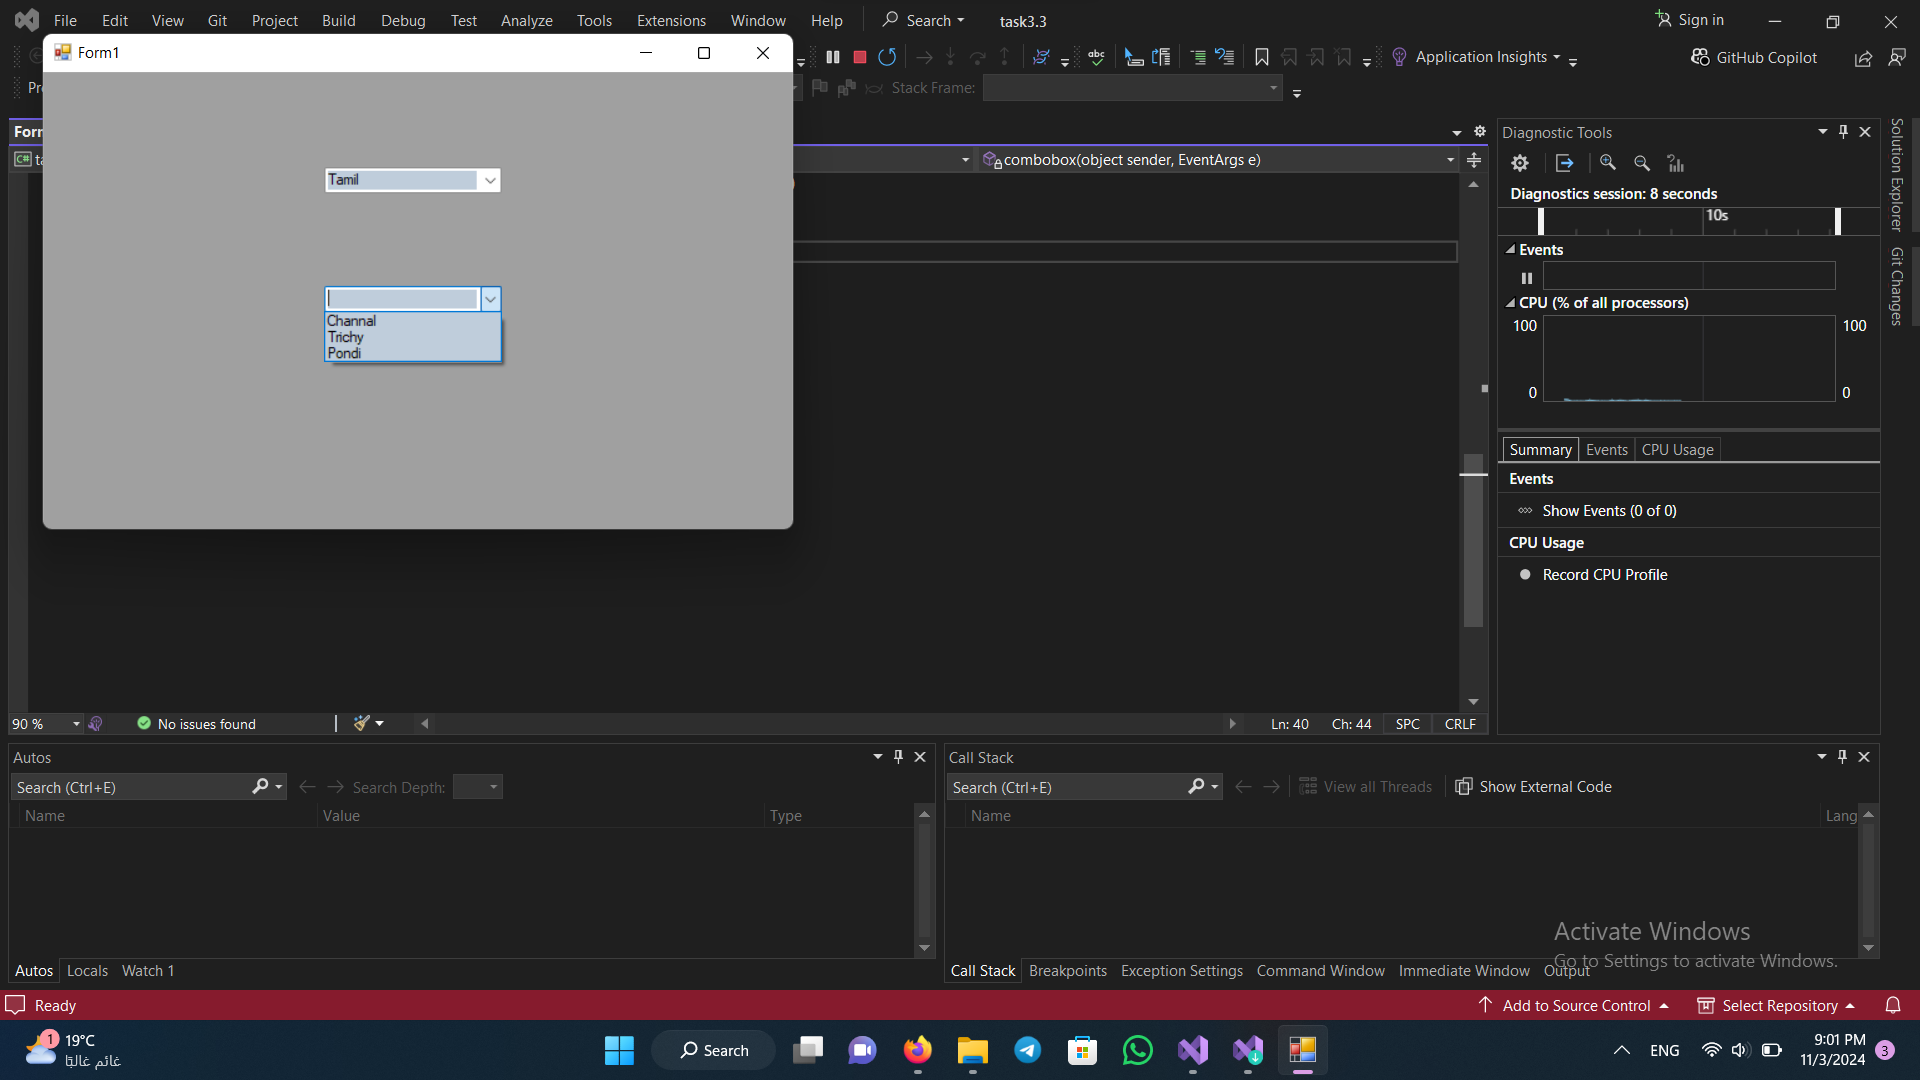 File Edit View Git Project Build Debug Test Analyze Tools Extensions Window Help Search task3.3 Sign in
Form1
Application Insights GitHub Copilot
Stack Frame:
combobox(object sender, EventArgs e)
Tamil
Channal
Trichy
Pondi
Diagnostic Tools
Diagnostics session: 8 seconds
10s
Events
CPU (% of all processors)
100 100
0 0
Summary Events CPU Usage
Events
Show Events (0 of 0)
CPU Usage
Record CPU Profile
Solution Explorer
Git Changes
90 % No issues found Ln: 40 Ch: 44 SPC CRLF
Autos
Search (Ctrl+E) Search Depth:
Name Value Type
Autos Locals Watch 1
Call Stack
Search (Ctrl+E) View all Threads Show External Code
Name Lang
Call Stack Breakpoints Exception Settings Command Window Immediate Window Output
Activate Windows
Go to Settings to activate Windows.
Ready Add to Source Control Select Repository
1 19°C
غائم غالبًا
Search
ENG
9:01 PM
11/3/2024
3